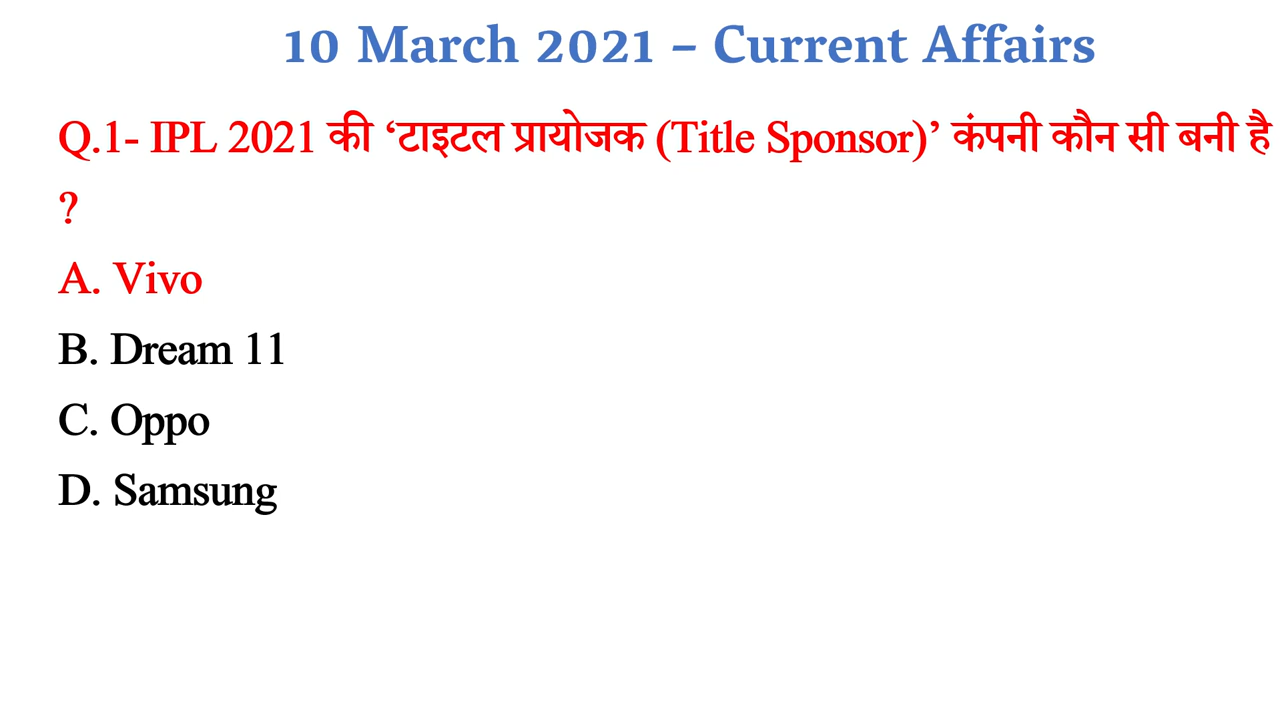 10 March 2021 – Current Affairs
Q.1- IPL 2021 की ‘टाइटल प्रायोजक (Title Sponsor)’ कंपनी कौन सी बनी है
?
A. Vivo
B. Dream 11
C. Oppo
D. Samsung